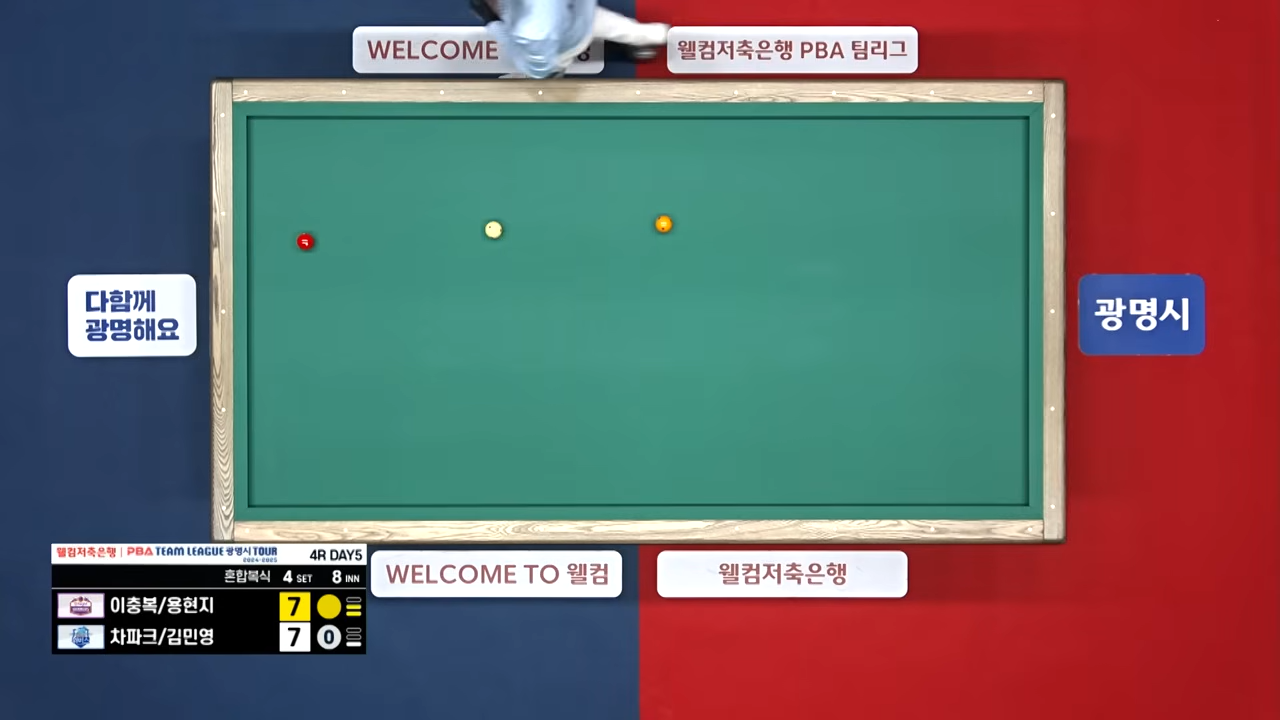 WELCOME
웰컴저축은행 PBA 팀리그
다함께
광명해요
광명시
웰컴저축은행 | PBA TEAM LEAGUE 광명시 TOUR
2024-2025
4R DAY5
혼합복식 4 SET 8 INN
이충복/용현지 7
차파크/김민영 7 0
WELCOME TO 웰컴
웰컴저축은행